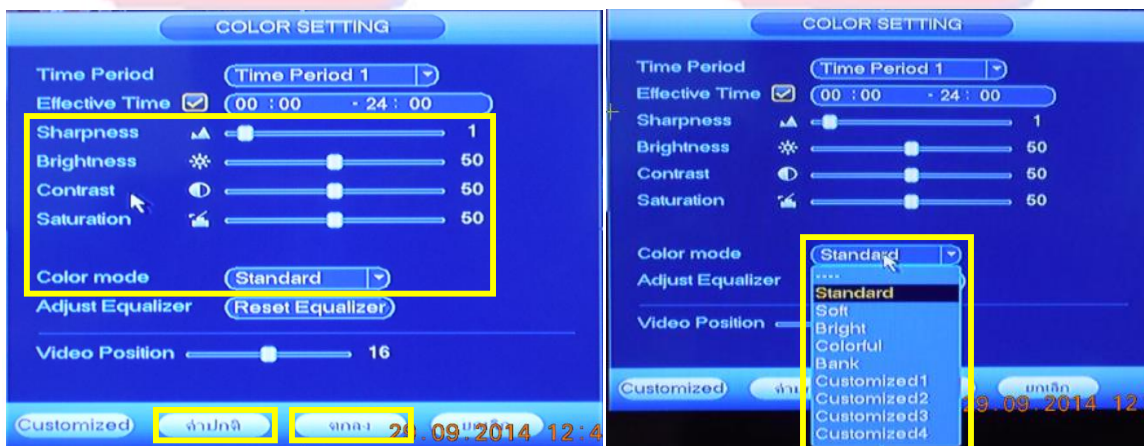 COLOR SETTING
Time Period
Time Period 1
Effective Time
00 : 00 - 24 : 00
Sharpness
1
Brightness
50
Contrast
50
Saturation
50
Color mode
Standard
Adjust Equalizer
Reset Equalizer
Video Position
16
Customized
ค่าปกติ
ตกลง
29.09.2014 12:4
COLOR SETTING
Time Period
Time Period 1
Effective Time
00 : 00 - 24 : 00
Sharpness
1
Brightness
50
Contrast
50
Saturation
50
Color mode
Standard
----
Standard
Soft
Bright
Colorful
Bank
Customized1
Customized2
Customized3
Customized4
Adjust Equalizer
Video Position
Customized
ยกเลิก
29.09.2014 12